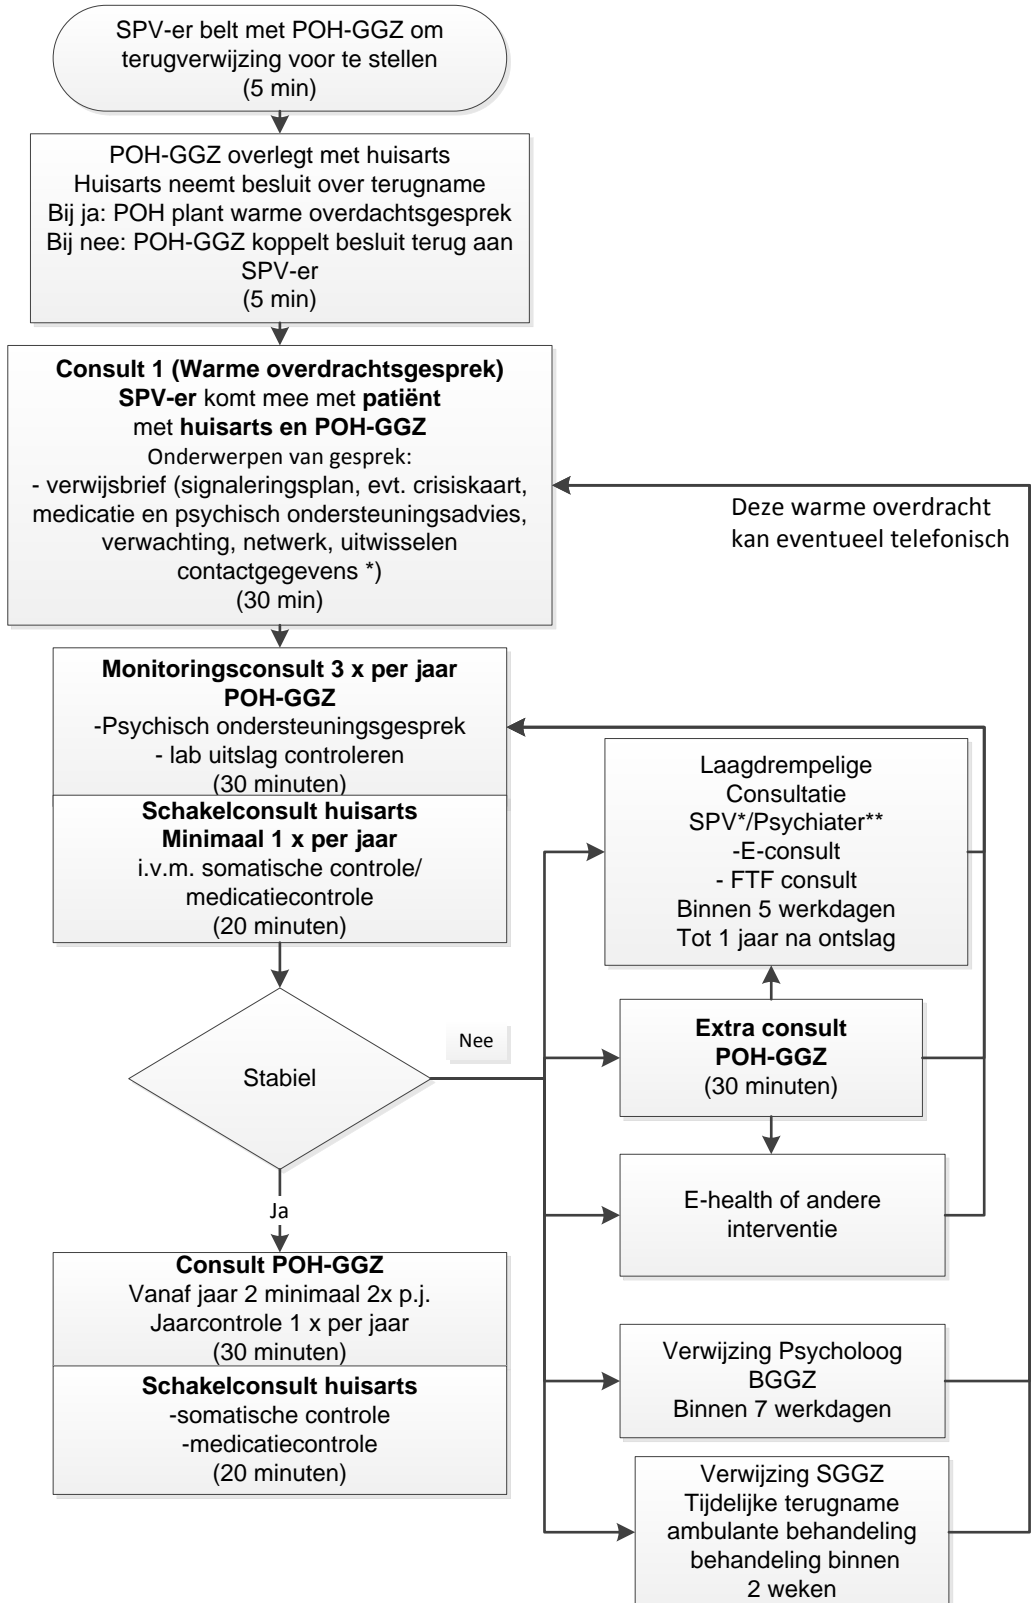 SPV-er belt met POH-GGZ om
terugverwijzing voor te stellen
(5 min)
POH-GGZ overlegt met huisarts
Huisarts neemt besluit over terugname
Bij ja: POH plant warme overdachtsgesprek
Bij nee: POH-GGZ koppelt besluit terug aan
SPV-er
(5 min)
Consult 1 (Warme overdrachtsgesprek)
SPV-er komt mee met patiënt
met huisarts en POH-GGZ
Onderwerpen van gesprek:
- verwijsbrief (signaleringsplan, evt. crisiskaart,
medicatie en psychisch ondersteuningsadvies,
verwachting, netwerk, uitwisselen
contactgegevens *)
(30 min)
Deze warme overdracht
kan eventueel telefonisch
Monitoringsconsult 3 x per jaar
POH-GGZ
-Psychisch ondersteuningsgesprek
- lab uitslag controleren
(30 minuten)
Schakelconsult huisarts
Minimaal 1 x per jaar
i.v.m. somatische controle/
medicatiecontrole
(20 minuten)
Laagdrempelige
Consultatie
SPV*/Psychiater**
-E-consult
- FTF consult
Binnen 5 werkdagen
Tot 1 jaar na ontslag
Stabiel
Nee
Extra consult
POH-GGZ
(30 minuten)
E-health of andere
interventie
Ja
Consult POH-GGZ
Vanaf jaar 2 minimaal 2x p.j.
Jaarcontrole 1 x per jaar
(30 minuten)
Schakelconsult huisarts
-somatische controle
-medicatiecontrole
(20 minuten)
Verwijzing Psycholoog
BGGZ
Binnen 7 werkdagen
Verwijzing SGGZ
Tijdelijke terugname
ambulante behandeling
behandeling binnen
2 weken